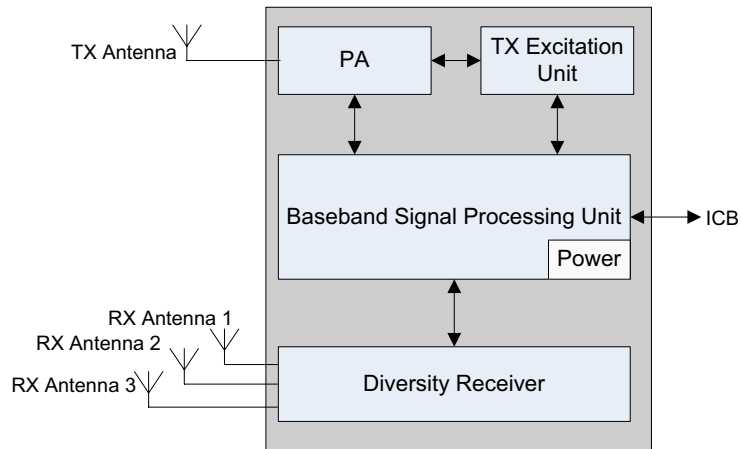 TX Antenna
PA
TX Excitation
Unit
Baseband Signal Processing Unit
ICB
Power
RX Antenna 1
RX Antenna 2
RX Antenna 3
Diversity Receiver